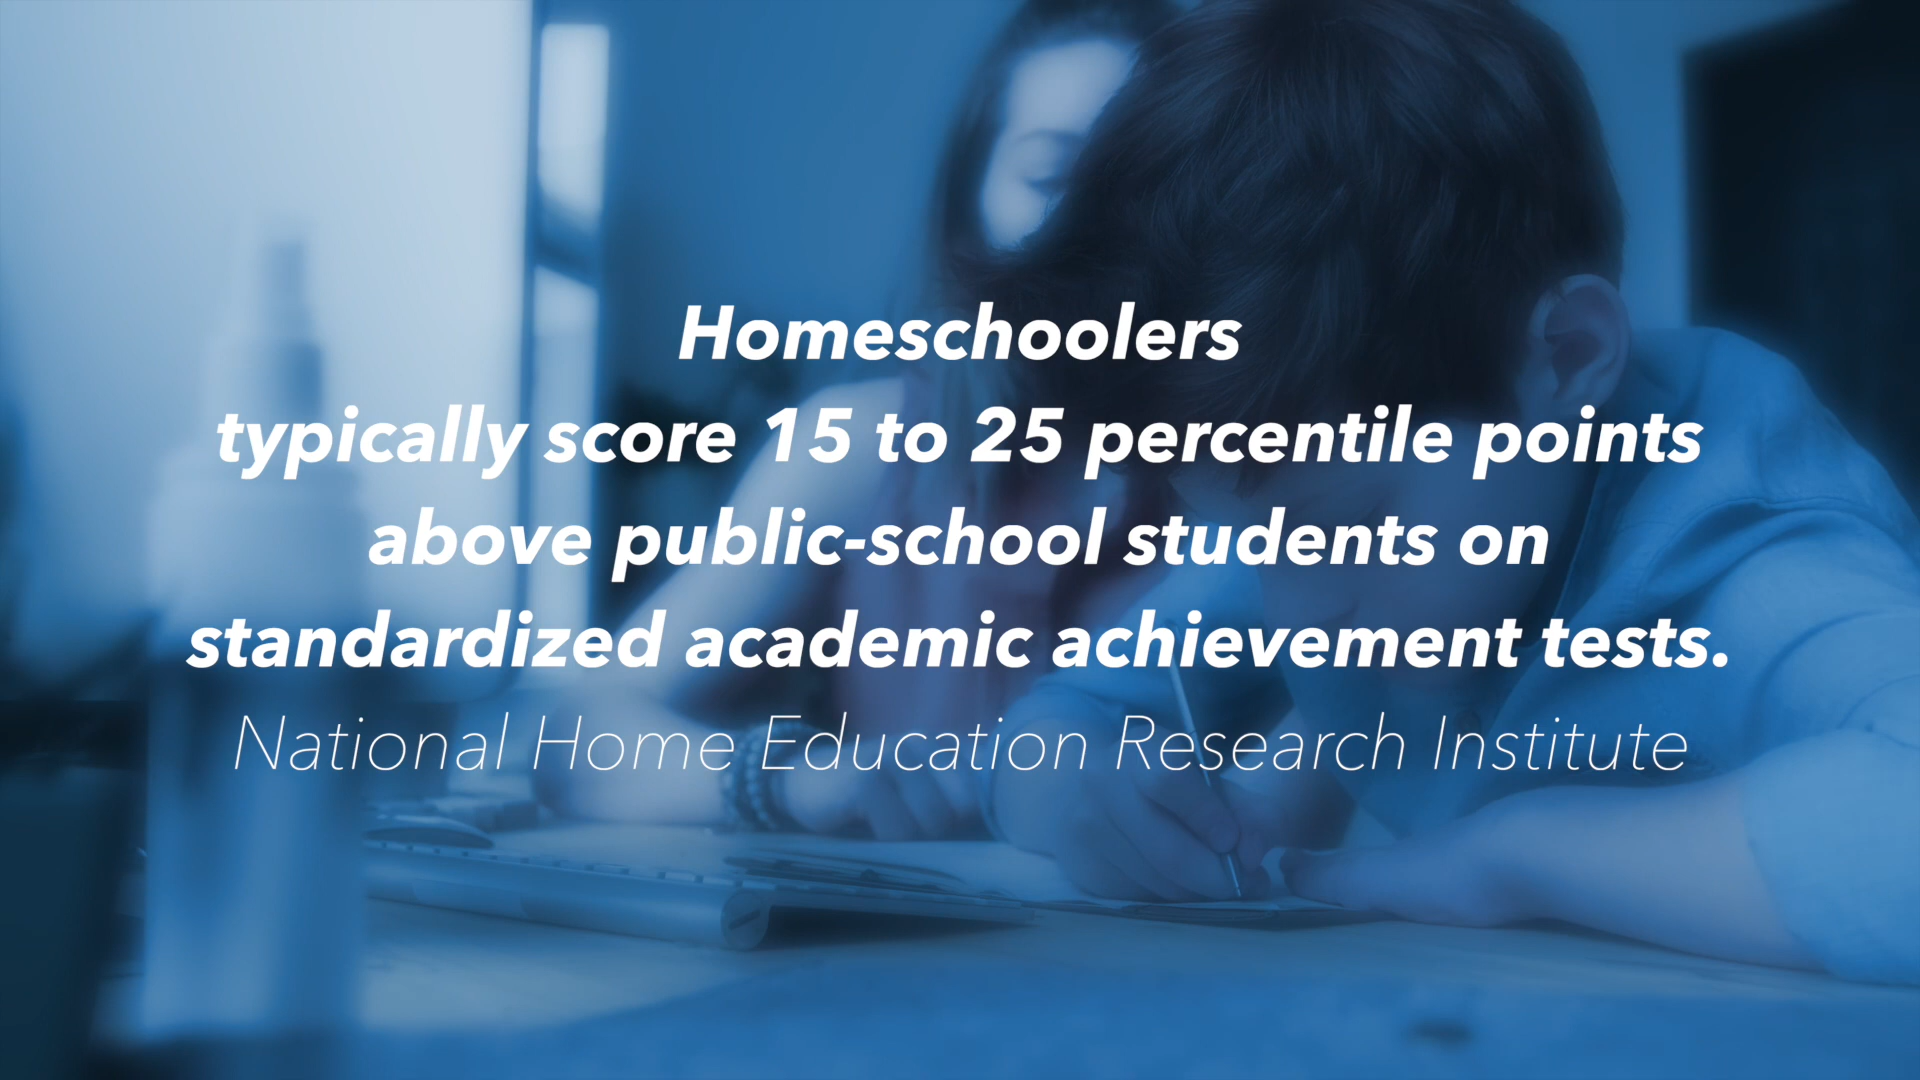 Homeschoolers
typically score 15 to 25 percentile points
above public-school students on
standardized academic achievement tests.
National Home Education Research Institute